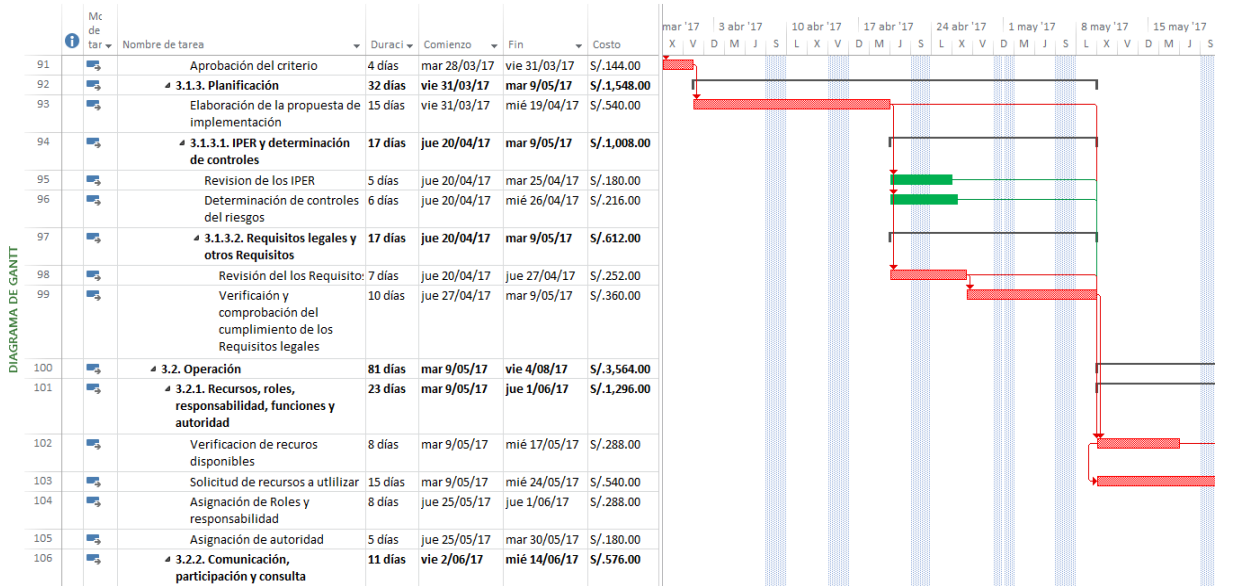 DIAGRAMA DE GANTT
Mc
de
tar Nombre de tarea Duraci Comienzo Fin Costo
mar '17 3 abr '17 10 abr '17 17 abr '17 24 abr '17 1 may '17 8 may '17 15 may '17
X V D M J S L X V D M J S L X V D M J S L X V D M J S
91 Aprobación del criterio 4 días mar 28/03/17 vie 31/03/17 S/.144.00
92 3.1.3. Planificación 32 días vie 31/03/17 mar 9/05/17 S/.1,548.00
93 Elaboración de la propuesta de 15 días vie 31/03/17 mié 19/04/17 S/.540.00
implementación
94 3.1.3.1. IPER y determinación 17 días jue 20/04/17 mar 9/05/17 S/.1,008.00
de controles
95 Revision de los IPER 5 días jue 20/04/17 mar 25/04/17 S/.180.00
96 Determinación de controles 6 días jue 20/04/17 mié 26/04/17 S/.216.00
del riesgos
97 3.1.3.2. Requisitos legales y 17 días jue 20/04/17 mar 9/05/17 S/.612.00
otros Requisitos
98 Revisión del los Requisito: 7 días jue 20/04/17 jue 27/04/17 S/.252.00
99 Verificaión y 10 días jue 27/04/17 mar 9/05/17 S/.360.00
comprobación del
cumplimiento de los
Requisitos legales
100 3.2. Operación 81 días mar 9/05/17 vie 4/08/17 S/.3,564.00
101 3.2.1. Recursos, roles, 23 días mar 9/05/17 jue 1/06/17 S/.1,296.00
responsabilidad, funciones y
autoridad
102 Verificacion de recuros 8 días mar 9/05/17 mié 17/05/17 S/.288.00
disponibles
103 Solicitud de recursos a utlilizar 15 días mar 9/05/17 mié 24/05/17 S/.540.00
104 Asignación de Roles y 8 días jue 25/05/17 jue 1/06/17 S/.288.00
responsabilidad
105 Asignación de autoridad 5 días jue 25/05/17 mar 30/05/17 S/.180.00
106 3.2.2. Comunicación, 11 días vie 2/06/17 mié 14/06/17 S/.576.00
participación y consulta